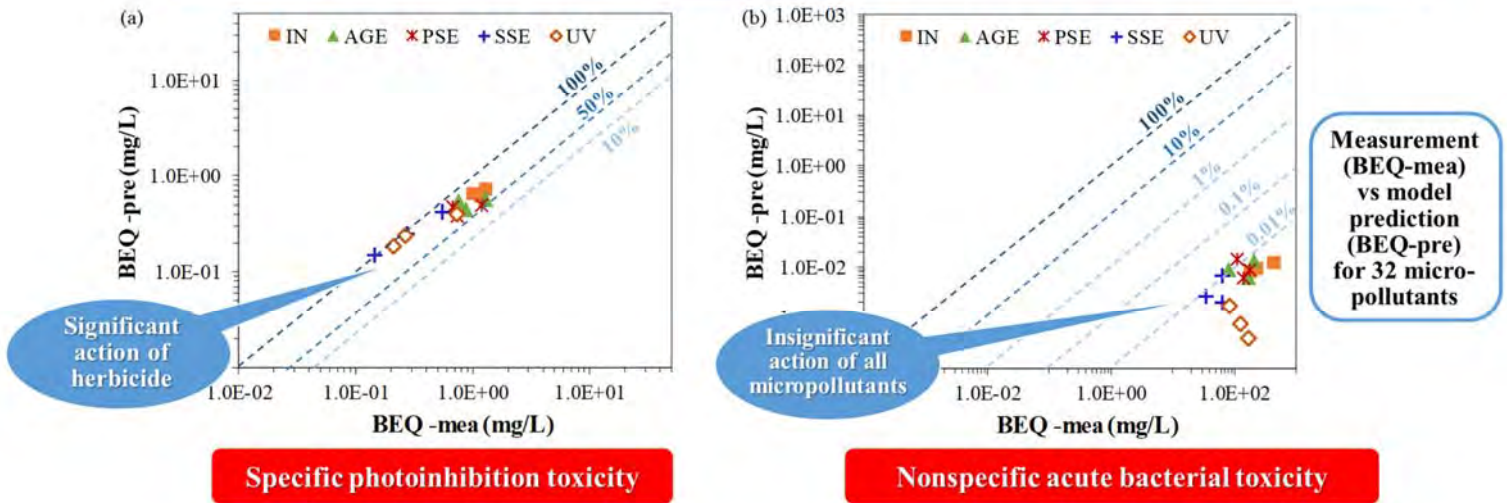 (a)
IN AGE PSE SSE UV
1.0E+01
1.0E+00
1.0E-01
BEQ -pre (mg/L)
100%
50%
10%
1.0E-02 1.0E-01 1.0E+00 1.0E+01
BEQ -mea (mg/L)
Significant
action of
herbicide
Specific photoinhibition toxicity
(b)
IN AGE PSE SSE UV
1.0E+03
1.0E+02
1.0E+01
1.0E+00
1.0E-01
1.0E-02
1.0E-03
BEQ -pre (mg/L)
100%
10%
1%
0.1%
0.01%
1.0E-02 1.0E+00 1.0E+02
BEQ -mea (mg/L)
Insignificant
action of all
micropollutants
Nonspecific acute bacterial toxicity
Measurement
(BEQ-mea)
vs model
prediction
(BEQ-pre)
for 32 micro-
pollutants